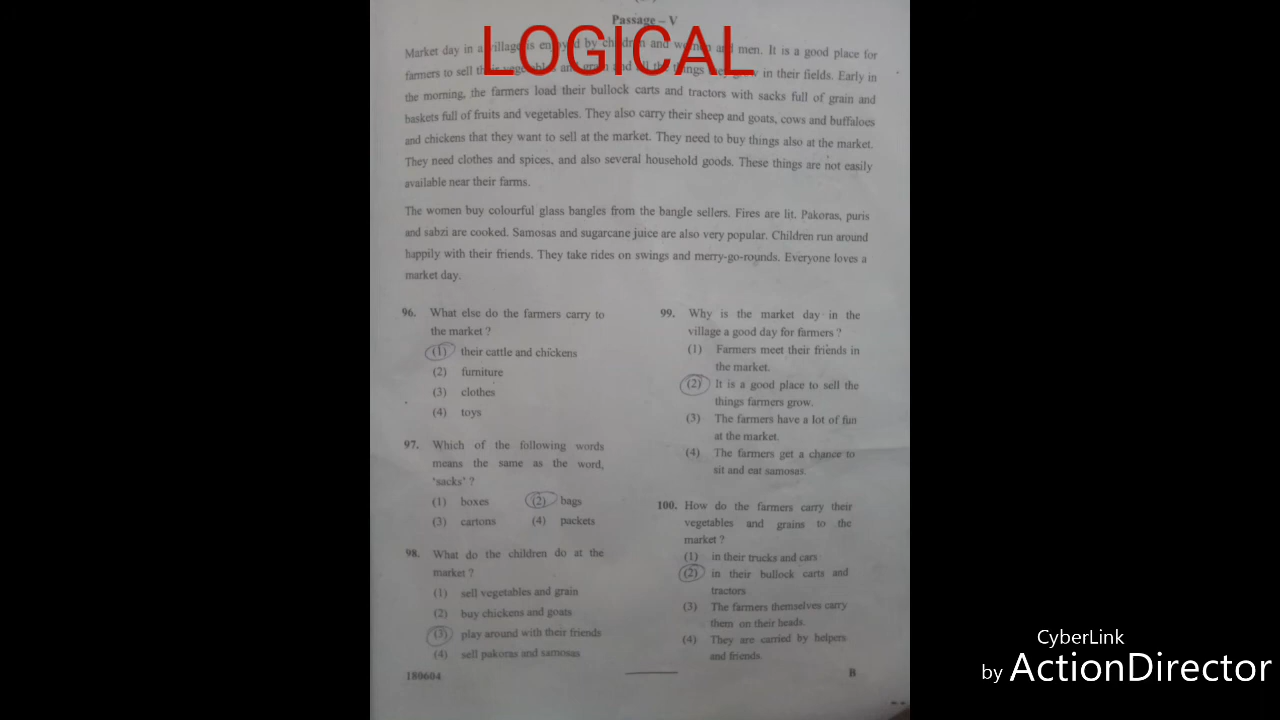 Passage – V
LOGICAL
Market day in a village is enjoyed by children and women and men. It is a good place for
farmers to sell their vegetables and grain and all the things they grow in their fields. Early in
the morning, the farmers load their bullock carts and tractors with sacks full of grain and
baskets full of fruits and vegetables. They also carry their sheep and goats, cows and buffaloes
and chickens that they want to sell at the market. They need to buy things also at the market.
They need clothes and spices, and also several household goods. These things are not easily
available near their farms.
The women buy colourful glass bangles from the bangle sellers. Fires are lit. Pakoras, puris
and sabzi are cooked. Samosas and sugarcane juice are also very popular. Children run around
happily with their friends. They take rides on swings and merry-go-rounds. Everyone loves a
market day.
96. What else do the farmers carry to
the market ?
(1) their cattle and chickens
(2) furniture
(3) clothes
(4) toys
97. Which of the following words
means the same as the word,
'sacks' ?
(1) boxes (2) bags
(3) cartons (4) packets
98. What do the children do at the
market ?
(1) sell vegetables and grain
(2) buy chickens and goats
(3) play around with their friends
(4) sell pakoras and samosas
99. Why is the market day in the
village a good day for farmers ?
(1) Farmers meet their friends in
the market.
(2) It is a good place to sell the
things farmers grow.
(3) The farmers have a lot of fun
at the market.
(4) The farmers get a chance to
sit and eat samosas.
100. How do the farmers carry their
vegetables and grains to the
market ?
(1) in their trucks and cars
(2) in their bullock carts and
tractors
(3) The farmers themselves carry
them on their heads.
(4) They are carried by helpers
and friends.
180604
B
CyberLink
by ActionDirector